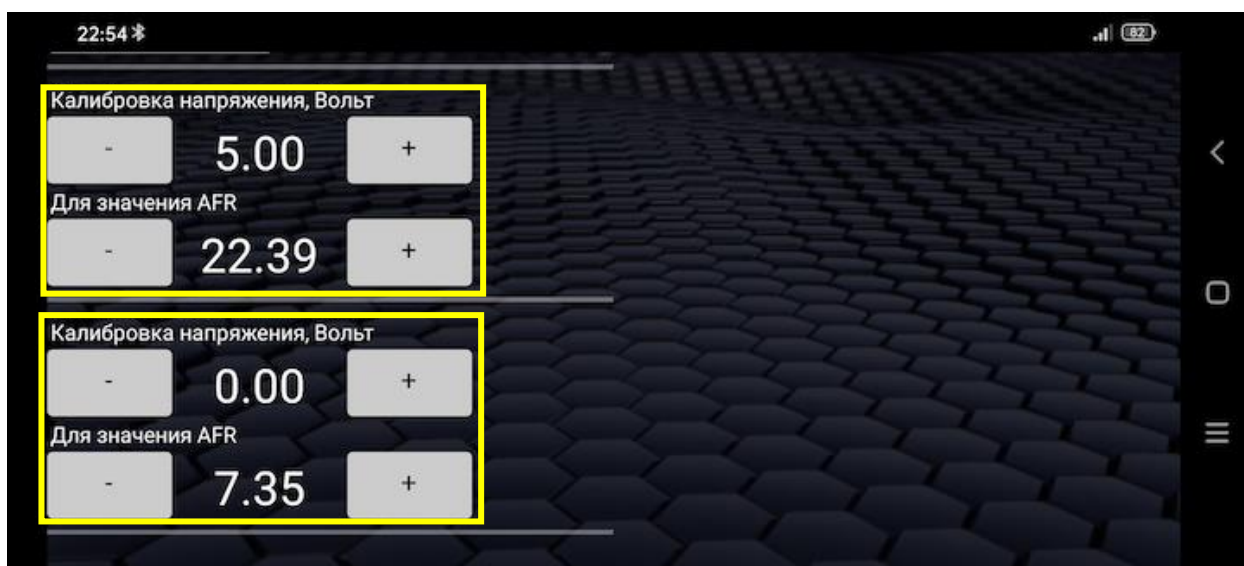 22:54
82
Калибровка напряжения, Вольт
- 5.00 +
Для значения AFR
- 22.39 +
Калибровка напряжения, Вольт
- 0.00 +
Для значения AFR
- 7.35 +